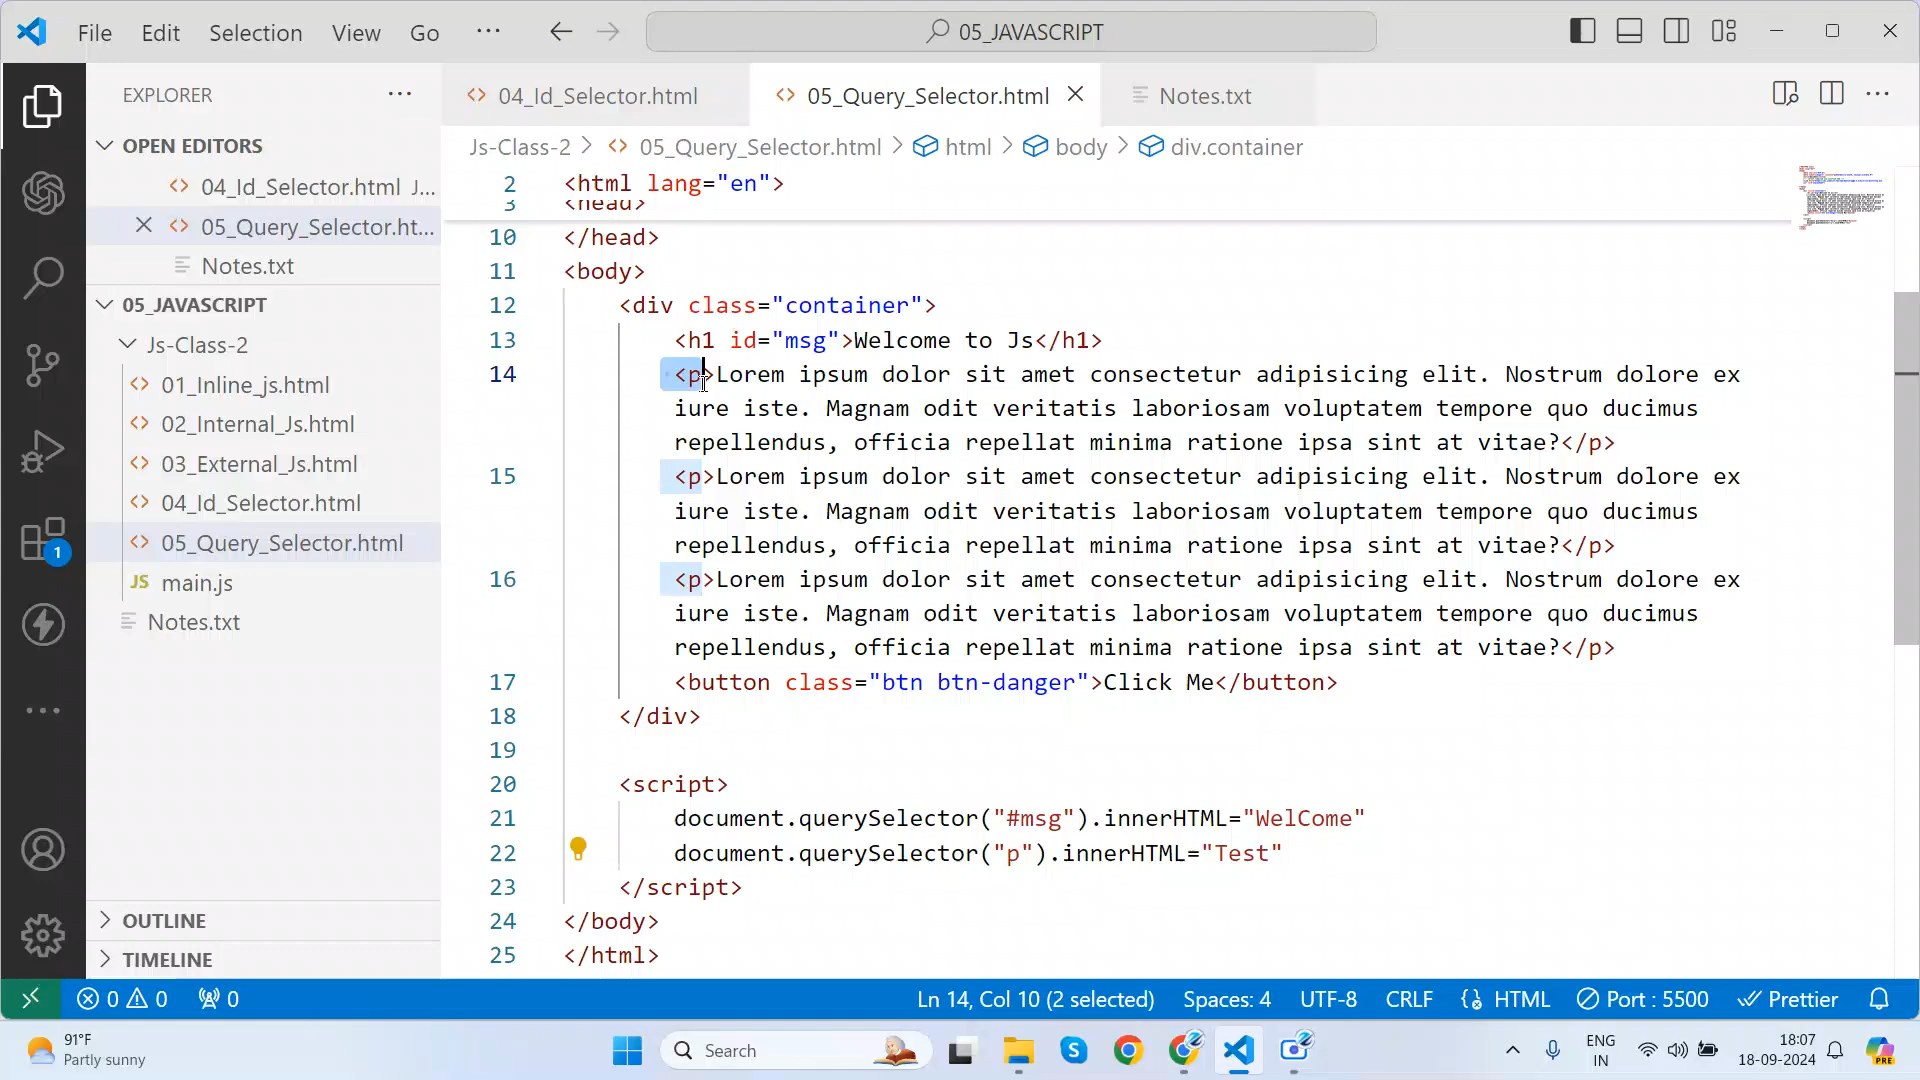 File Edit Selection View Go ··· 05_JAVASCRIPT
EXPLORER ···
OPEN EDITORS
04_Id_Selector.html J...
05_Query_Selector.ht...
Notes.txt
05_JAVASCRIPT
Js-Class-2
01_Inline_js.html
02_Internal_Js.html
03_External_Js.html
04_Id_Selector.html
05_Query_Selector.html
JS main.js
Notes.txt
OUTLINE
TIMELINE
1
04_Id_Selector.html 05_Query_Selector.html Notes.txt
Js-Class-2 > 05_Query_Selector.html > html > body > div.container
2 <html lang="en">
3 <head>
10 </head>
11 <body>
12 <div class="container">
13 <h1 id="msg">Welcome to Js</h1>
14 <p>Lorem ipsum dolor sit amet consectetur adipisicing elit. Nostrum dolore ex
iure iste. Magnam odit veritatis laboriosam voluptatem tempore quo ducimus
repellendus, officia repellat minima ratione ipsa sint at vitae?</p>
15 <p>Lorem ipsum dolor sit amet consectetur adipisicing elit. Nostrum dolore ex
iure iste. Magnam odit veritatis laboriosam voluptatem tempore quo ducimus
repellendus, officia repellat minima ratione ipsa sint at vitae?</p>
16 <p>Lorem ipsum dolor sit amet consectetur adipisicing elit. Nostrum dolore ex
iure iste. Magnam odit veritatis laboriosam voluptatem tempore quo ducimus
repellendus, officia repellat minima ratione ipsa sint at vitae?</p>
17 <button class="btn btn-danger">Click Me</button>
18 </div>
19
20 <script>
21 document.querySelector("#msg").innerHTML="WelCome"
22 document.querySelector("p").innerHTML="Test"
23 </script>
24 </body>
25 </html>
0 0 0 Ln 14, Col 10 (2 selected) Spaces: 4 UTF-8 CRLF HTML Port : 5500 Prettier
91°F
Partly sunny
Search
ENG
IN
18:07
18-09-2024
PRE